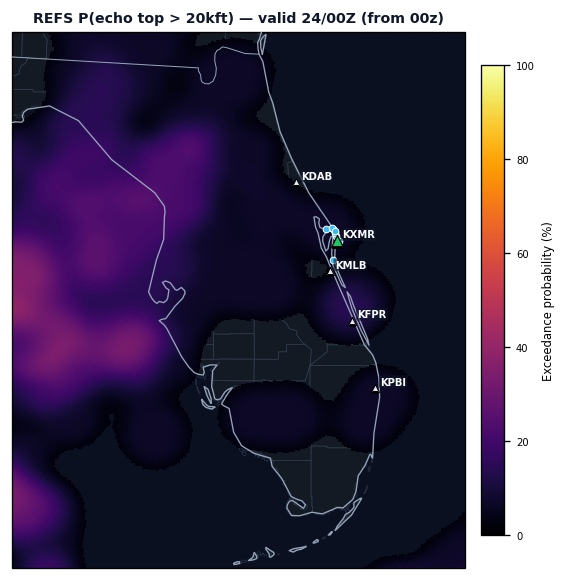 REFS P(echo top > 20kft) — valid 24/00Z (from 00z)
KDAB
KXMR
KMLB
KFPR
KPBI
100
80
60
40
20
0
Exceedance probability (%)